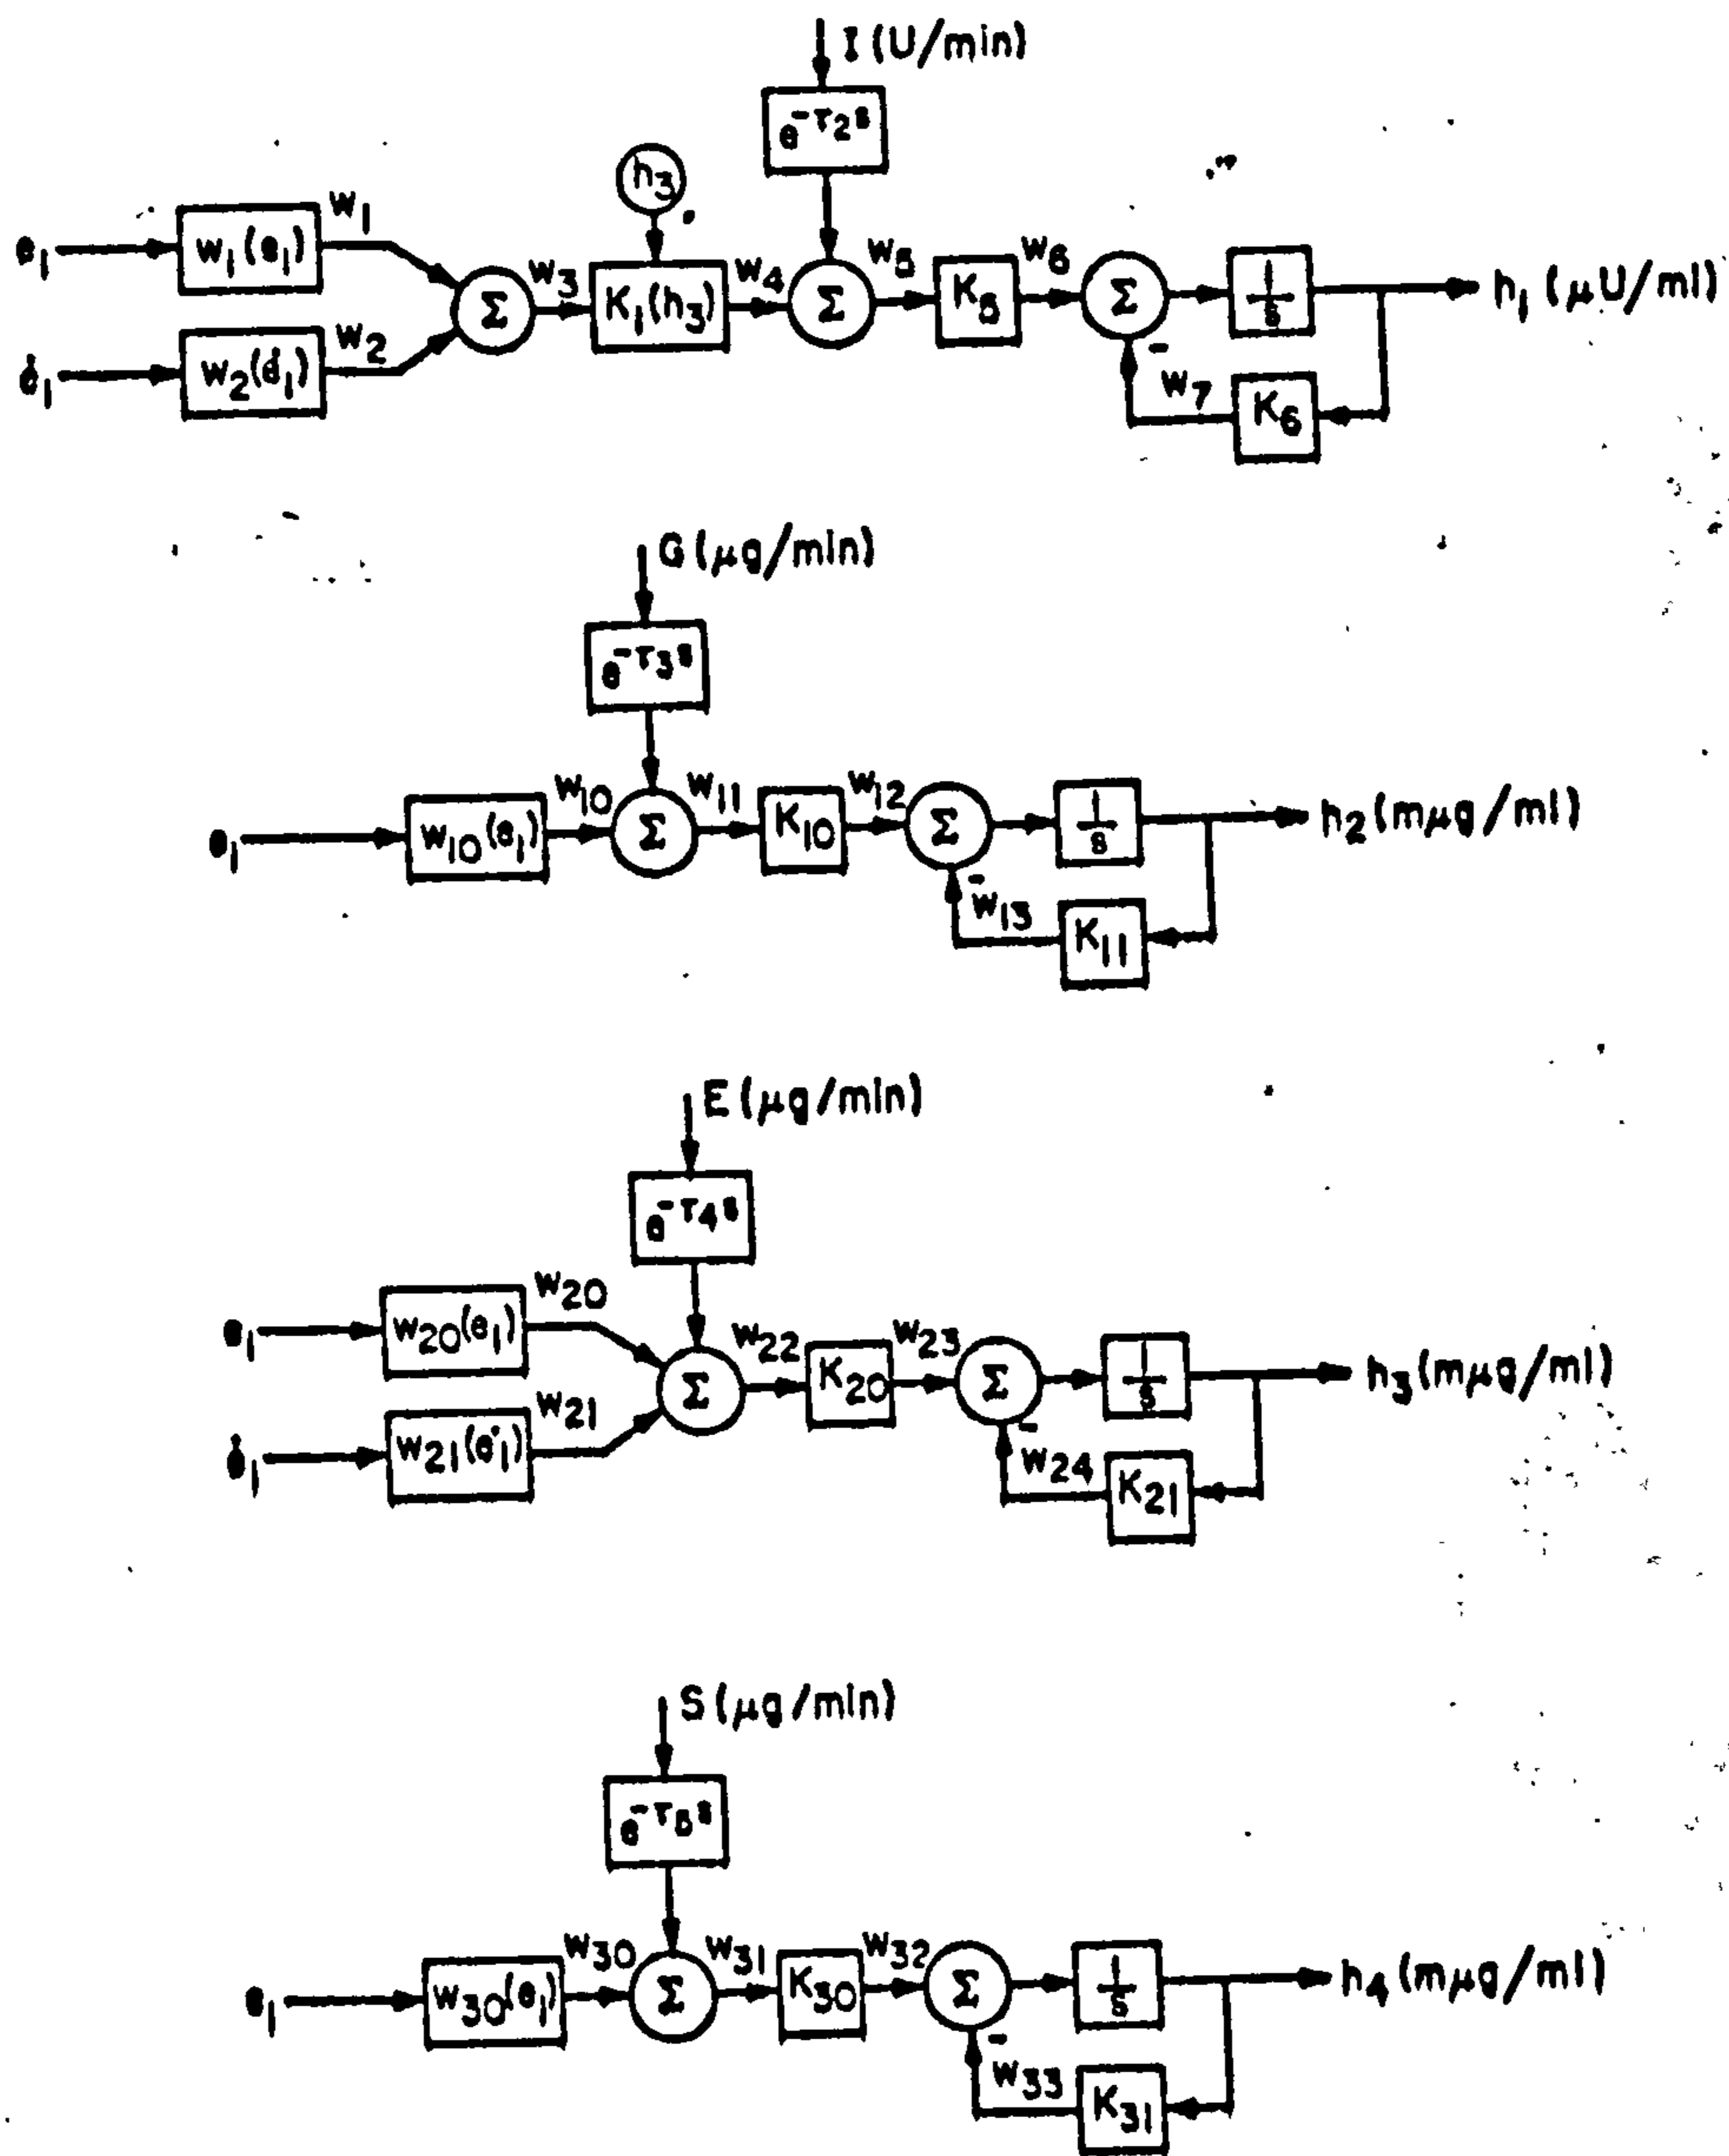 I (U/min)
e^-τ2s
h3
e1
w1(e1)
w1
ė1
w2(ė1)
w2
Σ
w3
K1(h3)
w4
Σ
w5
K5
w6
Σ
1/s
h1 (μU/ml)
-
w7
K6
G (μg/min)
e^-τ3s
e1
w10(e1)
w10
Σ
w11
K10
w12
Σ
1/s
h2 (mμg/ml)
-
w13
K11
E (μg/min)
e^-τ4s
e1
w20(e1)
w20
ė1
w21(ė1)
w21
Σ
w22
K20
w23
Σ
1/s
h3 (mμg/ml)
-
w24
K21
S (μg/min)
e^-τ5s
e1
w30(e1)
w30
Σ
w31
K30
w32
Σ
1/s
h4 (mμg/ml)
-
w33
K31